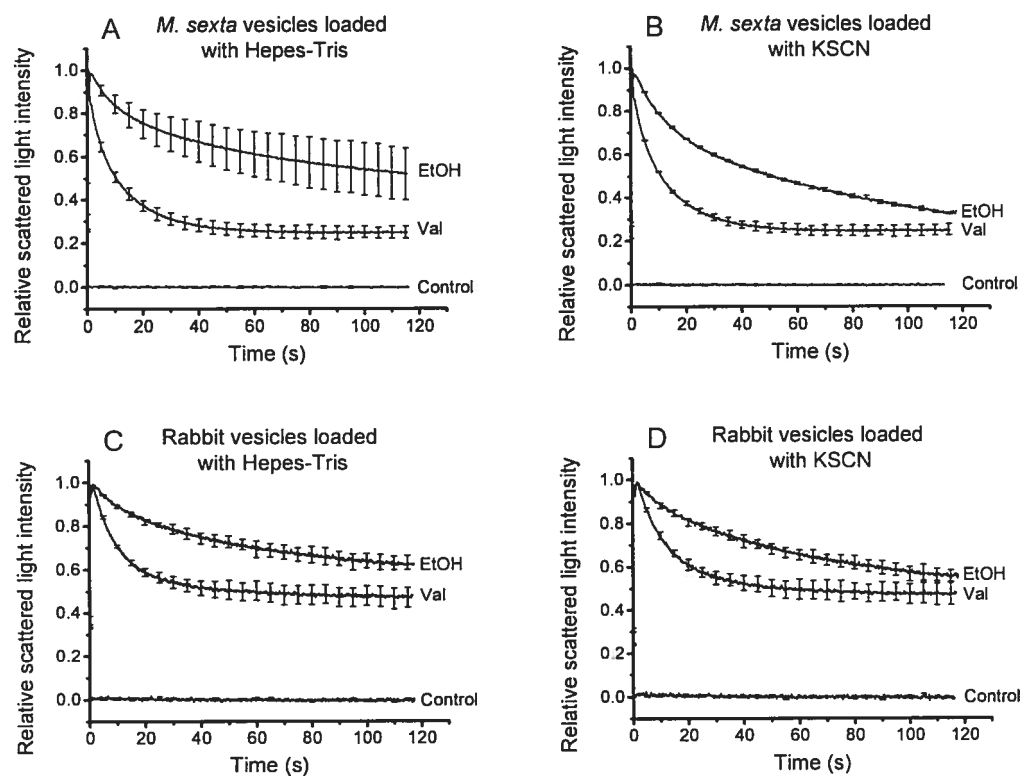 A
M. sexta vesicles loaded
with Hepes-Tris
Relative scattered light intensity
1.0
0.8
0.6
0.4
0.2
0.0
EtOH
Val
Control
0 20 40 60 80 100 120
Time (s)
B
M. sexta vesicles loaded
with KSCN
Relative scattered light intensity
1.0
0.8
0.6
0.4
0.2
0.0
EtOH
Val
Control
0 20 40 60 80 100 120
Time (s)
C
Rabbit vesicles loaded
with Hepes-Tris
Relative scattered light intensity
1.0
0.8
0.6
0.4
0.2
0.0
EtOH
Val
Control
0 20 40 60 80 100 120
Time (s)
D
Rabbit vesicles loaded
with KSCN
Relative scattered light intensity
1.0
0.8
0.6
0.4
0.2
0.0
EtOH
Val
Control
0 20 40 60 80 100 120
Time (s)